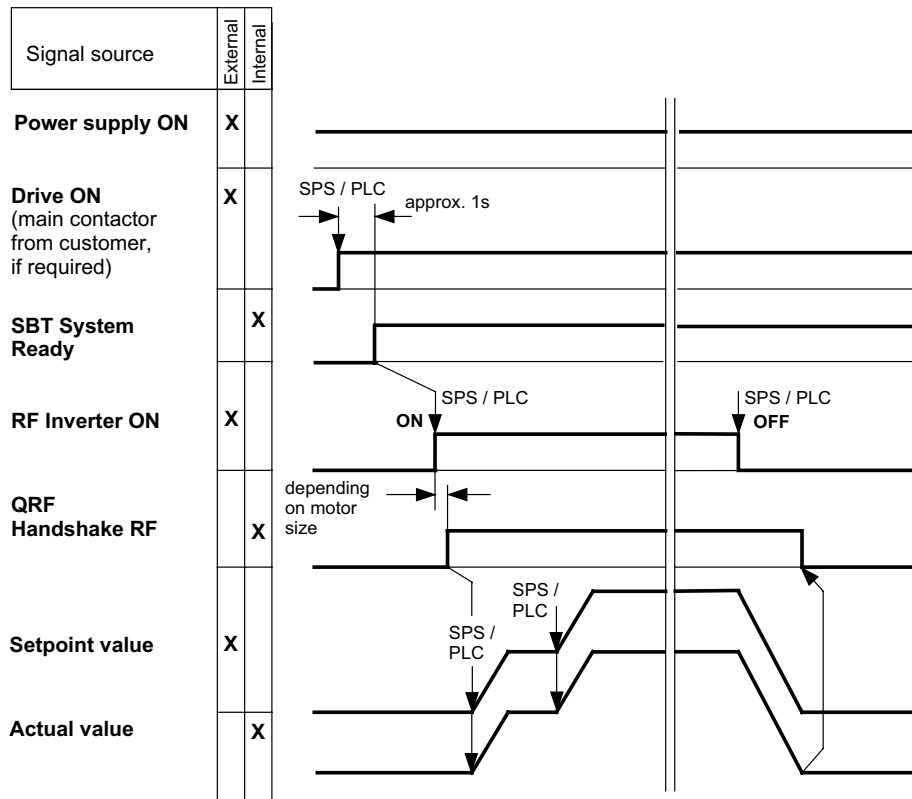 Signal source
External
Internal
Power supply ON
X
Drive ON
(main contactor
from customer,
if required)
X
SPS / PLC
approx. 1s
SBT System
Ready
X
RF Inverter ON
X
SPS / PLC
ON
SPS / PLC
OFF
QRF
Handshake RF
X
depending
on motor
size
SPS /
PLC
SPS /
PLC
Setpoint value
X
Actual value
X